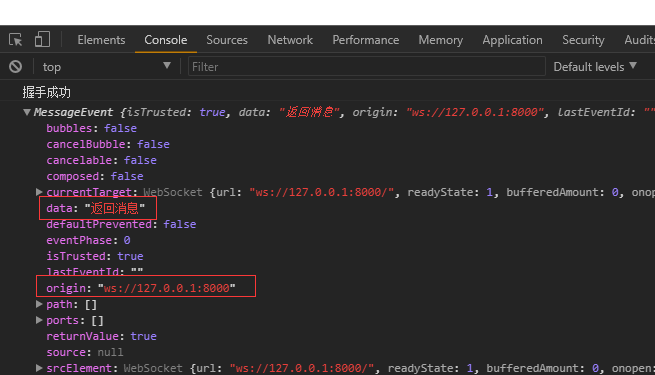 Elements Console Sources Network Performance Memory Application Security Audits
top Filter Default levels
握手成功
MessageEvent {isTrusted: true, data: "返回消息", origin: "ws://127.0.0.1:8000", lastEventId: ""
bubbles: false
cancelBubble: false
cancelable: false
composed: false
currentTarget: WebSocket {url: "ws://127.0.0.1:8000/", readyState: 1, bufferedAmount: 0, onop
data: "返回消息"
defaultPrevented: false
eventPhase: 0
isTrusted: true
lastEventId: ""
origin: "ws://127.0.0.1:8000"
path: []
ports: []
returnValue: true
source: null
srcElement: WebSocket {url: "ws://127.0.0.1:8000/", readyState: 1, bufferedAmount: 0, onopen: